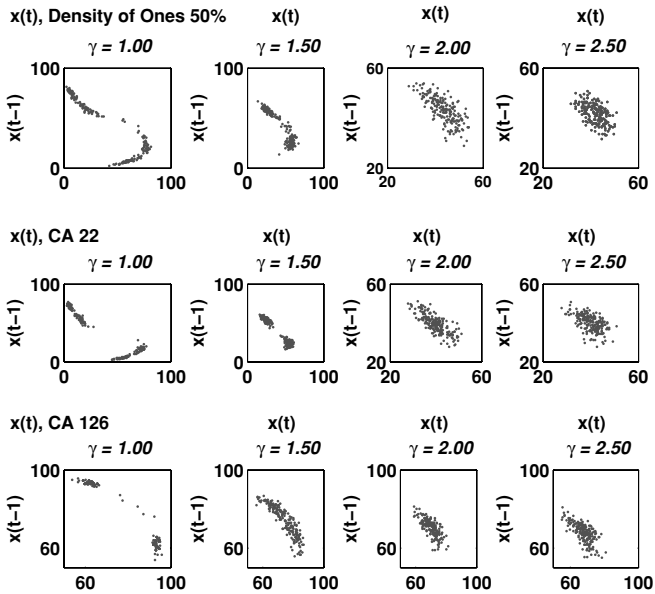 x(t), Density of Ones 50% x(t) x(t) x(t)
γ = 1.00 γ = 1.50 γ = 2.00 γ = 2.50
100 100 60 60
x(t−1) x(t−1) x(t−1) x(t−1)
0 0 20 20
0 100 0 100 20 60 20 60
x(t), CA 22 x(t) x(t) x(t)
γ = 1.00 γ = 1.50 γ = 2.00 γ = 2.50
100 100 60 60
x(t−1) x(t−1) x(t−1) x(t−1)
0 0 20 20
0 100 0 100 20 60 20 60
x(t), CA 126 x(t) x(t) x(t)
γ = 1.00 γ = 1.50 γ = 2.00 γ = 2.50
100 100 100 100
x(t−1) x(t−1) x(t−1) x(t−1)
60 60 60 60
60 100 60 100 60 100 60 100